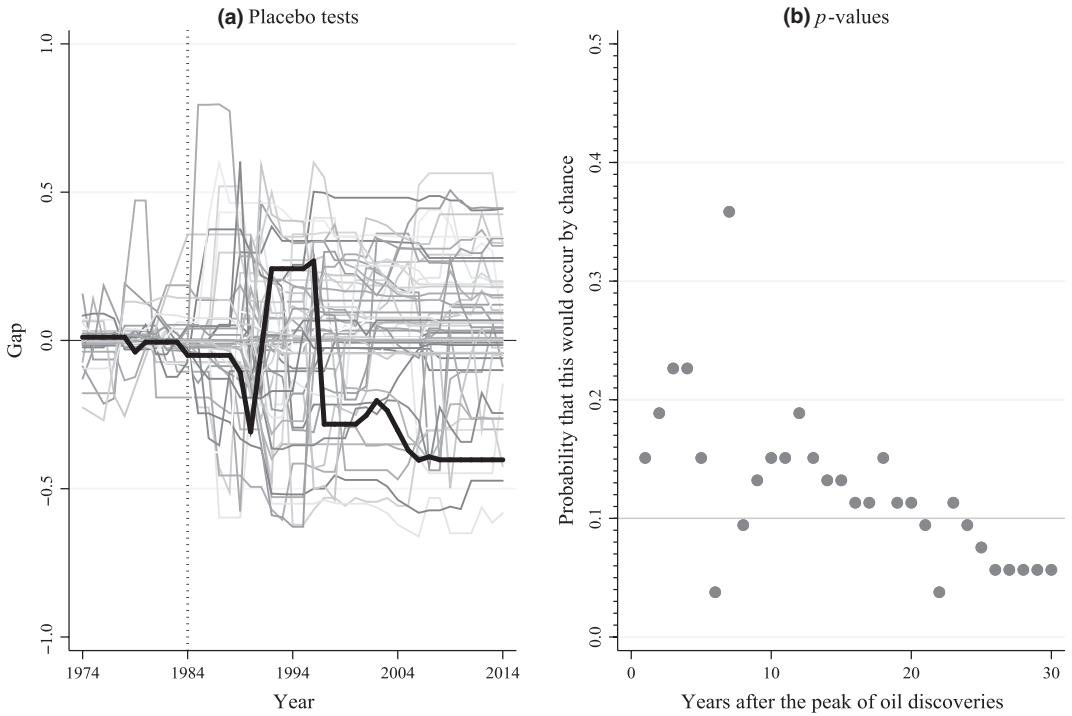 (a) Placebo tests
1.0
0.5
0.0
−0.5
−1.0
Gap
1974 1984 1994 2004 2014
Year
(b) p-values
0.5
0.4
0.3
0.2
0.1
0.0
Probability that this would occur by chance
0 10 20 30
Years after the peak of oil discoveries